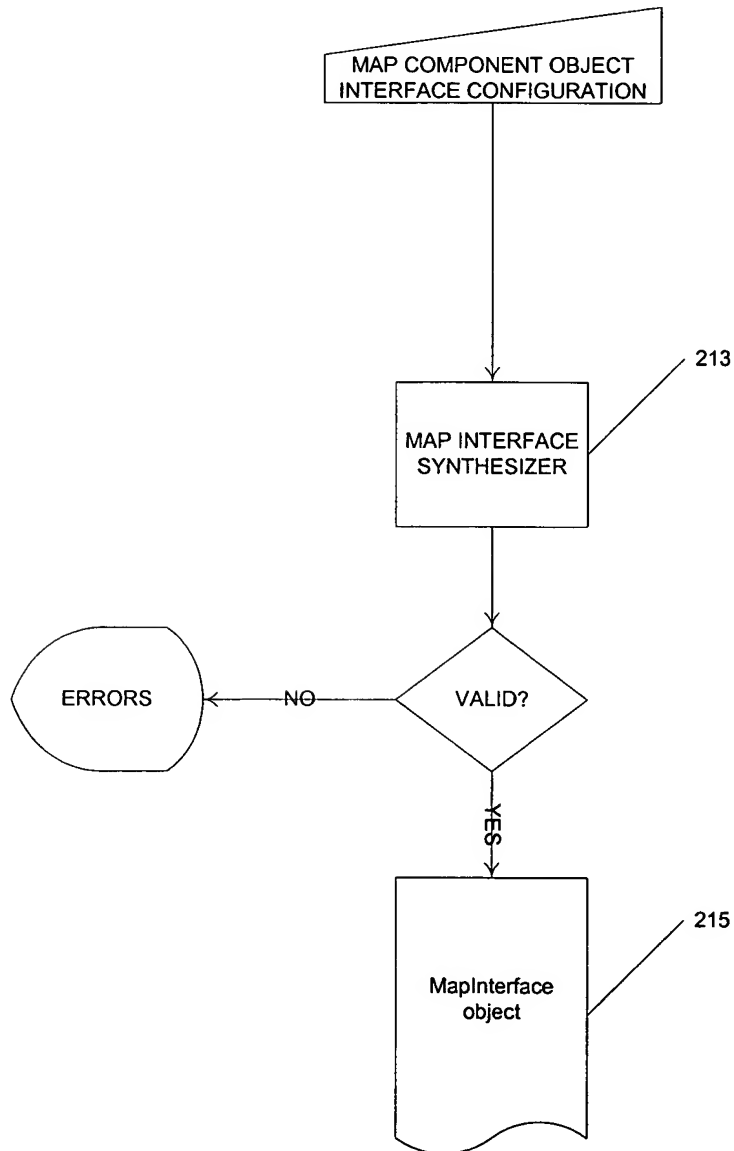 MAP COMPONENT OBJECT
INTERFACE CONFIGURATION
213
MAP INTERFACE
SYNTHESIZER
ERRORS
NO
VALID?
YES
215
MapInterface
object